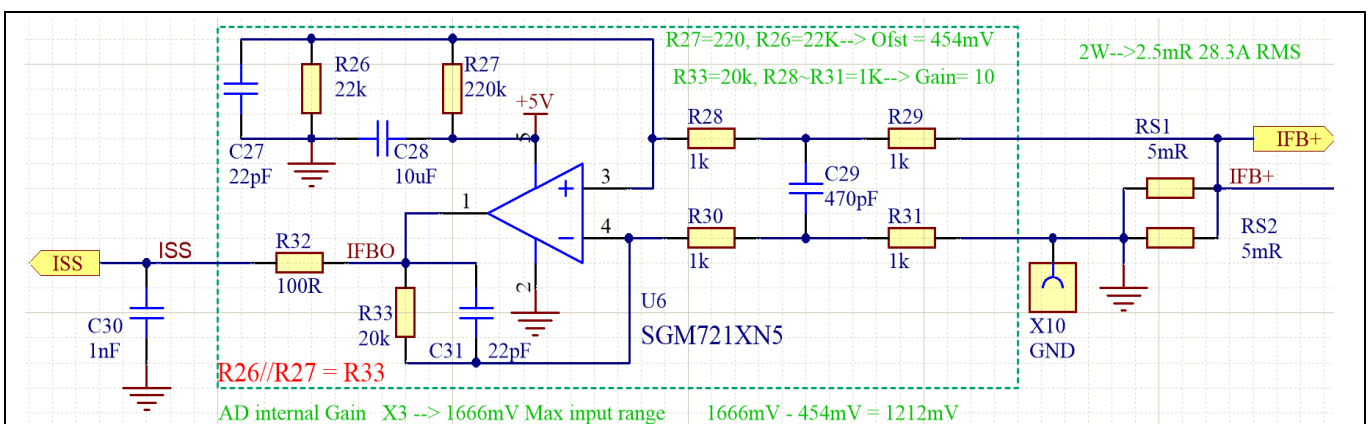 R27=220, R26=22K--> Ofst = 454mV
2W-->2.5mR 28.3A RMS
R33=20k, R28~R31=1K--> Gain= 10
R26
22k
R27
220k
+5V
5
C27
22pF
C28
10uF
R28
1k
R29
1k
C29
470pF
RS1
5mR
IFB+
IFB+
3
1
4
2
R30
1k
R31
1k
RS2
5mR
ISS
ISS
R32
100R
IFBO
R33
20k
C31
22pF
U6
SGM721XN5
X10
GND
C30
1nF
R26//R27 = R33
AD internal Gain X3 --> 1666mV Max input range 1666mV - 454mV = 1212mV